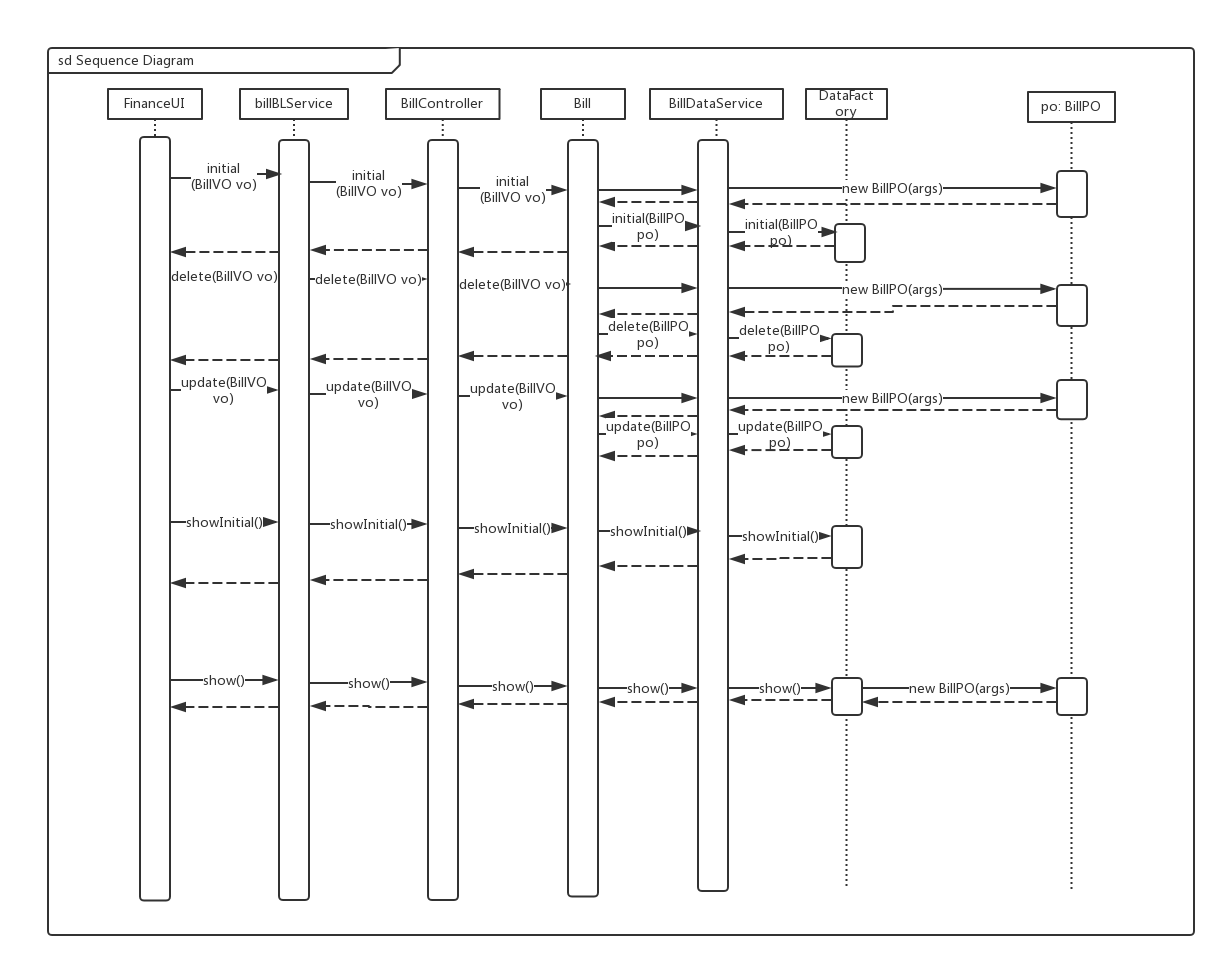 sd Sequence Diagram
FinanceUI
billBLService
BillController
Bill
BillDataService
DataFact
ory
po: BillPO
initial
(BillVO vo)
initial
(BillVO vo)
initial
(BillVO vo)
new BillPO(args)
initial(BillPO
po)
initial(BillPO
po)
delete(BillVO vo)
delete(BillVO vo)
delete(BillVO vo)
new BillPO(args)
delete(BillPO
po)
delete(BillPO
po)
update(BillVO
vo)
update(BillVO
vo)
update(BillVO
vo)
new BillPO(args)
update(BillPO
po)
update(BillPO
po)
showInitial()
showInitial()
showInitial()
showInitial()
showInitial()
show()
show()
show()
show()
show()
new BillPO(args)